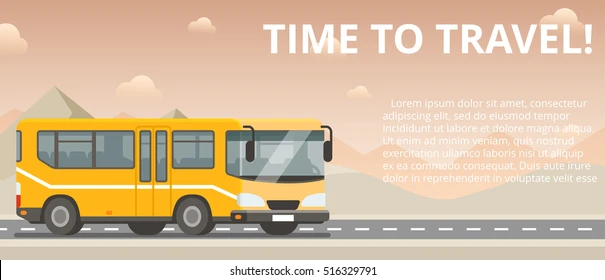 TIME TO TRAVEL!
Lorem ipsum dolor sit amet,
consectetur adipiscing elit,
sed do eiusmod tempor
incididunt ut labore et dolore
magna aliqua. Ut enim ad
minim veniam, quis nostrud
exercitation ullamco laboris
nisi ut aliquip ex ea commodo
consequat. Duis aute irure dolor
in reprehenderit voluptate esse
shutterstock.com · 516329791